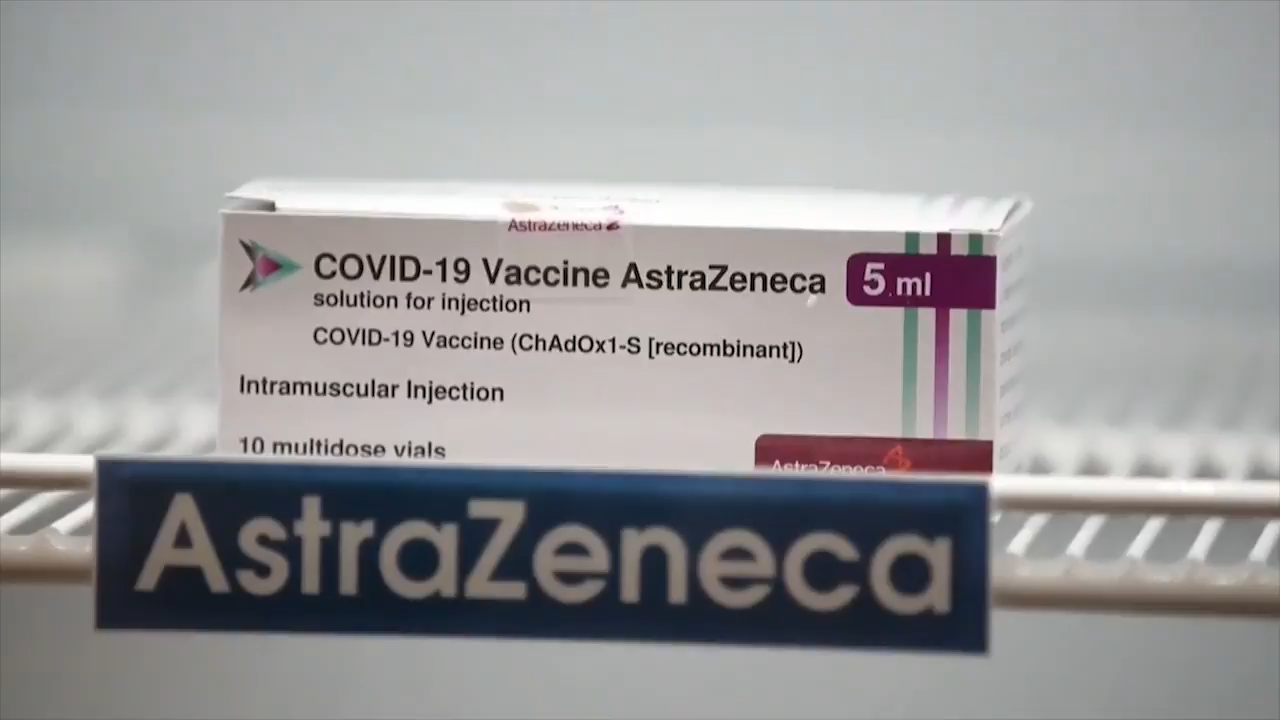 AstraZeneca
COVID-19 Vaccine AstraZeneca
5 ml
solution for injection
COVID-19 Vaccine (ChAdOx1-S [recombinant])
Intramuscular Injection
10 multidose vials
AstraZeneca
AstraZeneca